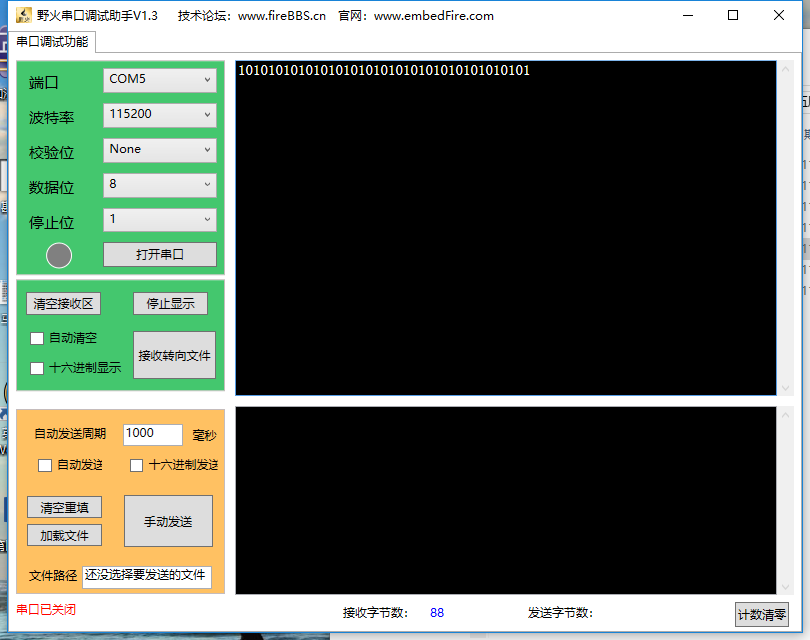 野火串口调试助手V1.3 技术论坛：www.fireBBS.cn 官网：www.embedFire.com
串口调试功能
端口 COM5
波特率 115200
校验位 None
数据位 8
停止位 1
打开串口
清空接收区 停止显示
自动清空
十六进制显示
接收转向文件
10101010101010101010101010101010101010101
自动发送周期 1000 毫秒
自动发送 十六进制发送
清空重填
加载文件
手动发送
文件路径 还没选择要发送的文件
串口已关闭 接收字节数： 88 发送字节数： 计数清零